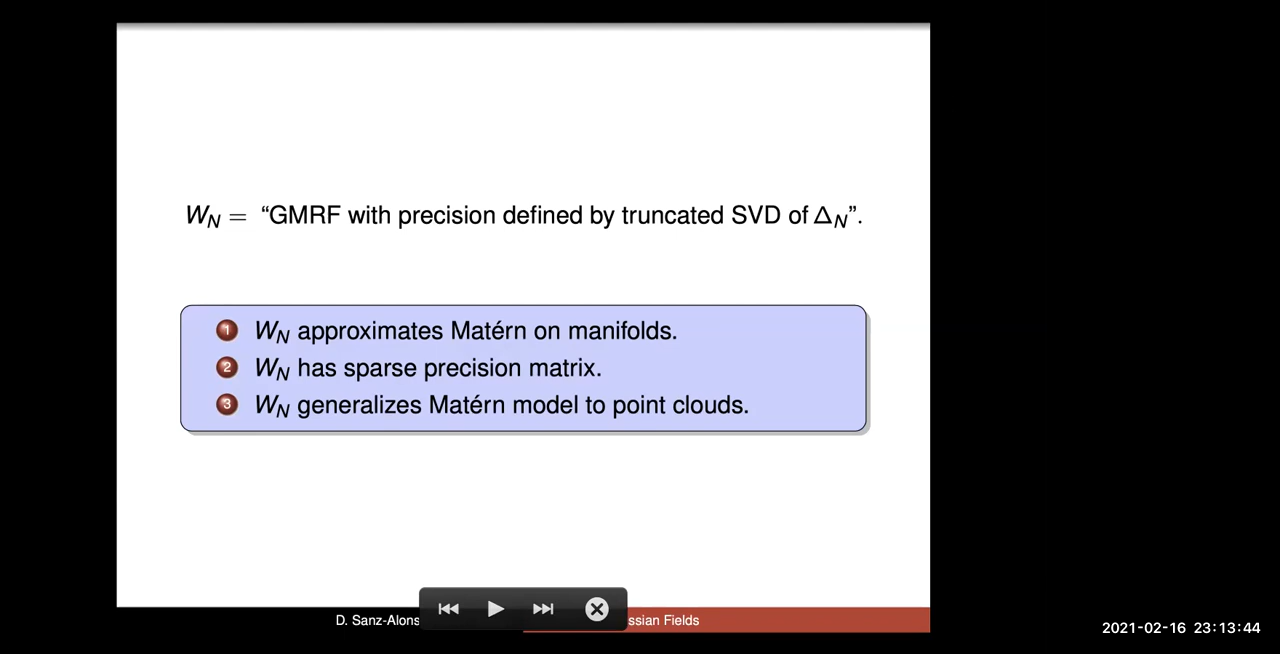 W_N = “GMRF with precision defined by truncated SVD of Δ_N”.
1 W_N approximates Matérn on manifolds.
2 W_N has sparse precision matrix.
3 W_N generalizes Matérn model to point clouds.
D. Sanz-Alons
ssian Fields
2021-02-16 23:13:44